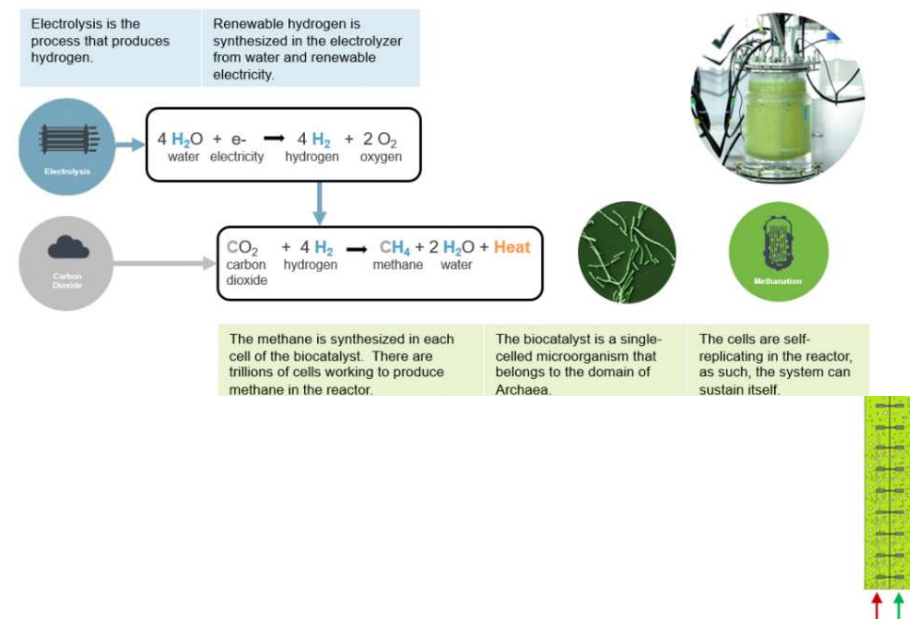 Electrolysis is the
process that produces
hydrogen.
Renewable hydrogen is
synthesized in the electrolyzer
from water and renewable
electricity.
Electrolysis
4 H₂O + e- ➞ 4 H₂ + 2 O₂
water electricity hydrogen oxygen
Carbon
Dioxide
CO₂ + 4 H₂ ➞ CH₄ + 2 H₂O + Heat
carbon hydrogen methane water
dioxide
Methanation
The methane is synthesized in each
cell of the biocatalyst. There are
trillions of cells working to produce
methane in the reactor.
The biocatalyst is a single-
celled microorganism that
belongs to the domain of
Archaea.
The cells are self-
replicating in the reactor,
as such, the system can
sustain itself.